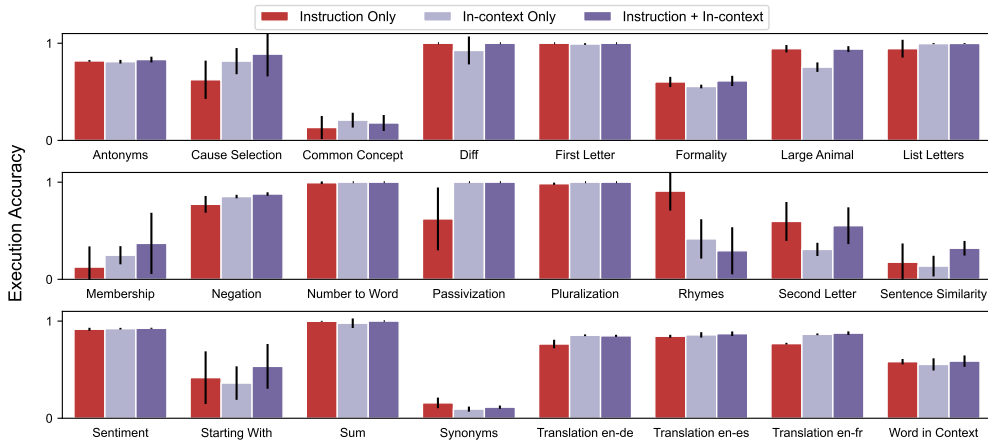 Instruction Only In-context Only Instruction + In-context
Execution Accuracy
1
0
Antonyms Cause Selection Common Concept Diff First Letter Formality Large Animal List Letters
1
0
Membership Negation Number to Word Passivization Pluralization Rhymes Second Letter Sentence Similarity
1
0
Sentiment Starting With Sum Synonyms Translation en-de Translation en-es Translation en-fr Word in Context